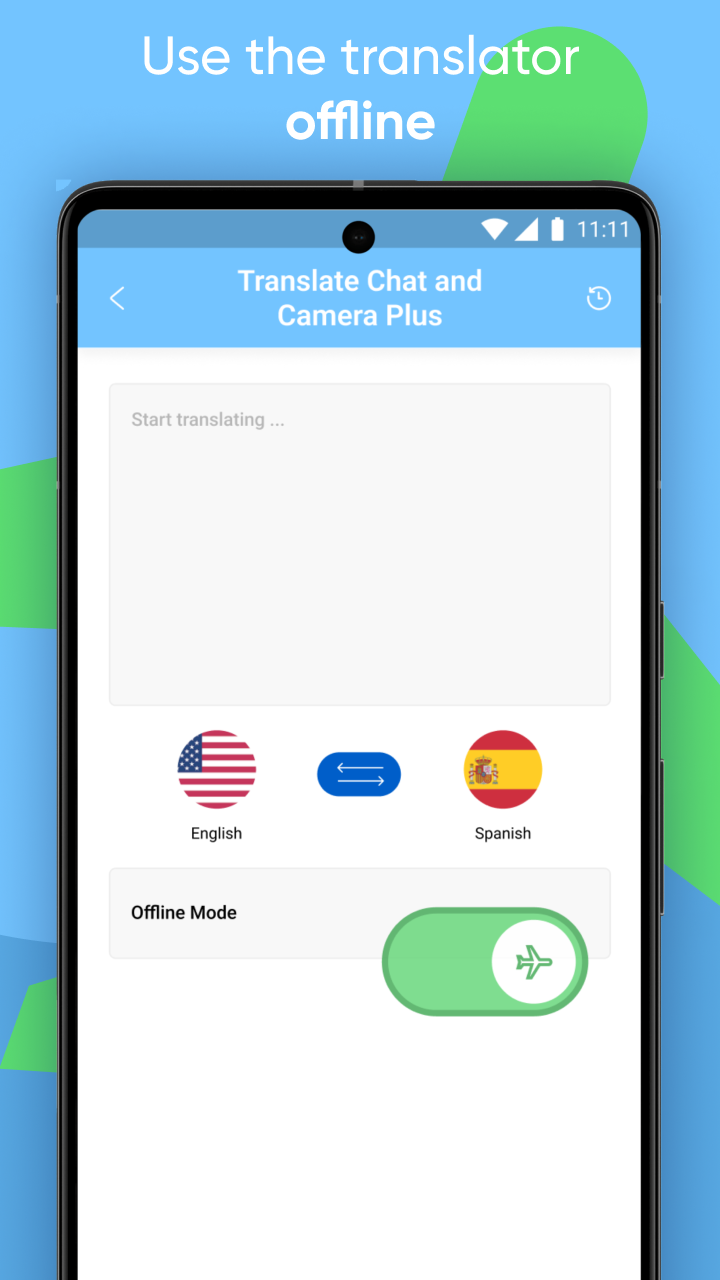 Use the translator
offline
11:11
Translate Chat and
Camera Plus
Start translating ...
English
Spanish
Offline Mode